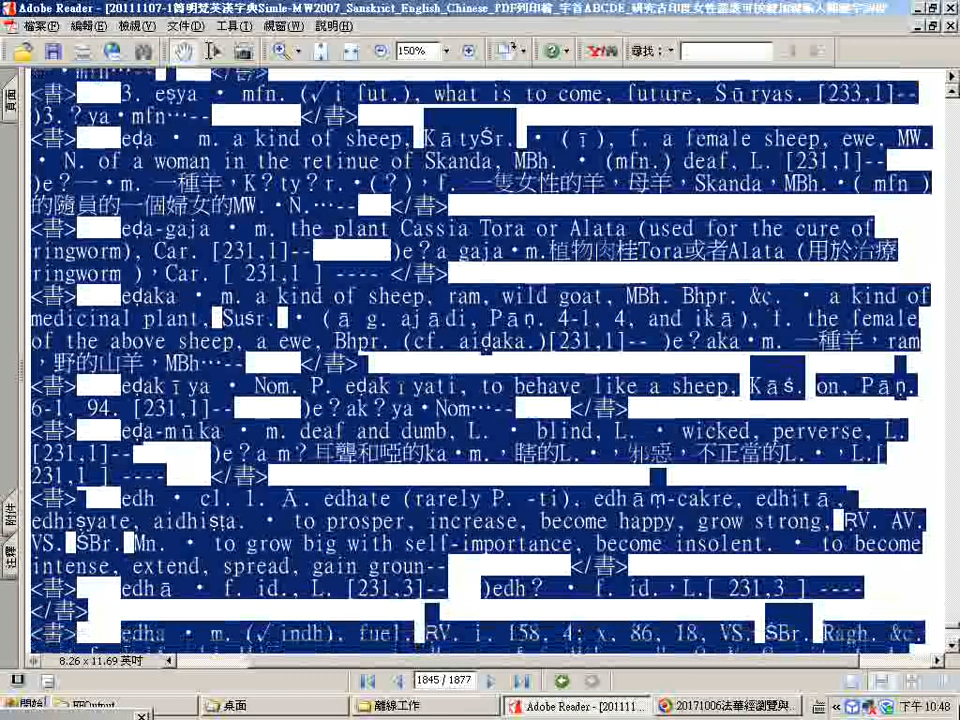 Adobe Reader - [20111107-1簡明梵英漢字典Simle-MW2007_Sanskrict_English_Chinese_PDF列印檔_字首ABCDE_研究古印度女性
檔案(F) 編輯(E) 檢視(V) 文件(D) 工具(T) 視窗(W) 說明(H)
150% 尋找:
頁面
附件
注釋
<書> 3. eṣya • mfn. (√ i fut.), what is to come, future, Sūryas. [233,1]--
)3.?ya•mfn…-- </書>
<書> eḍa • m. a kind of sheep, KātyŚr. • (ī), f. a female sheep, ewe, MW.
• N. of a woman in the retinue of Skanda, MBh. • (mfn.) deaf, L. [231,1]--
)e?一•m. 一種羊，K?ty?r.•(?), f. 一隻女性的羊，母羊，Skanda，MBh.•( mfn )
的隨員的一個婦女的MW.•N.…-- </書>
<書> eḍa-gaja • m. the plant Cassia Tora or Alata (used for the cure of
ringworm), Car. [231,1]-- )e?a gaja•m.植物肉桂Tora或者Alata (用於治療
ringworm ), Car. [ 231,1 ] ---- </書>
<書> eḍaka • m. a kind of sheep, ram, wild goat, MBh. Bhpr. &c. • a kind of
medicinal plant, Suśr. • (ā g. ajādi, Pāṇ. 4-1, 4, and ikā), f. the female
of the above sheep, a ewe, Bhpr. (cf. aiḍaka.)[231,1]-- )e?aka•m. 一種羊，ram
，野的山羊，MBh…-- </書>
<書> eḍakīya • Nom. P. eḍakīyati, to behave like a sheep, Kāś. on, Pāṇ.
6-1, 94. [231,1]-- )e?ak?ya•Nom…-- </書>
<書> eḍa-mūka • m. deaf and dumb, L. • blind, L. • wicked, perverse, L.
[231,1]-- )e?a m?耳聾和啞的ka•m.，瞎的L.•，邪惡，不正當的L.•，L.[
231,1 ] ---- </書>
<書> edh • cl. 1. Ā. edhate (rarely P. -ti), edhāṃ-cakre, edhitā,
edhiṣyate, aidhiṣṭa. • to prosper, increase, become happy, grow strong, RV. AV.
VS. ŚBr. Mn. • to grow big with self-importance, become insolent. • to become
intense, extend, spread, gain groun-- </書>
<書> edhā • f. id., L. [231,3]-- )edh?•f. id.，L.[ 231,3 ] ----
</書>
<書> edha • m. (√indh), fuel, RV. i, 158, 4; x, 86, 18, VS. ŚBr. Ragh. &c.
8.26 x 11.69 英吋
1845 / 1877
開始 桌面 離線工作 Adobe Reader - [201111... 20171006法華經瀏覽與... 下午 10:48